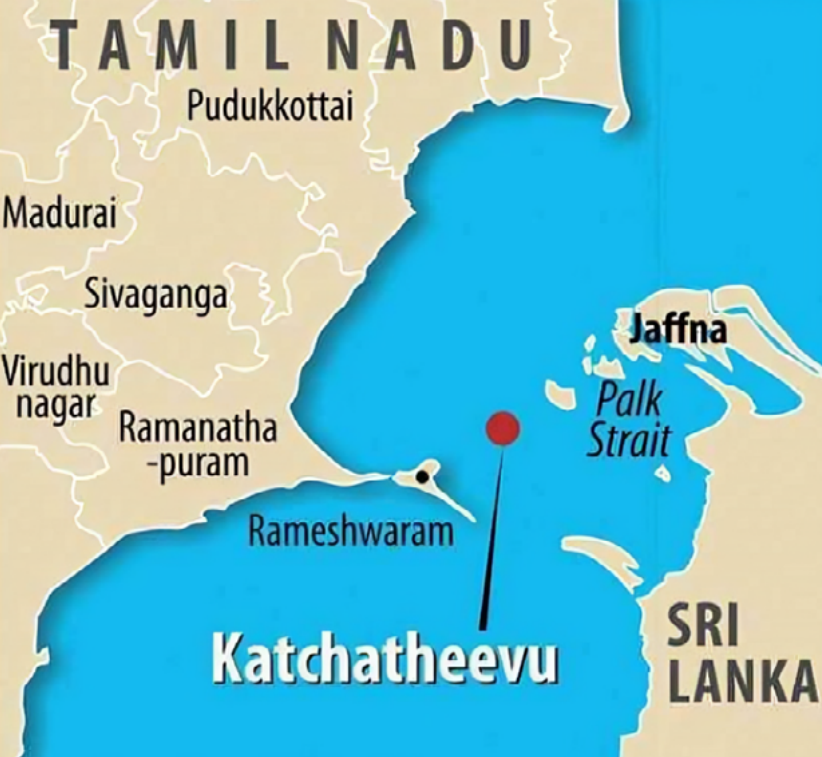 TAMIL NADU
Pudukkottai
Madurai
Sivaganga
Jaffna
Virudhu
nagar
Palk
Strait
Ramanatha
-puram
Rameshwaram
Katchatheevu
SRI
LANKA